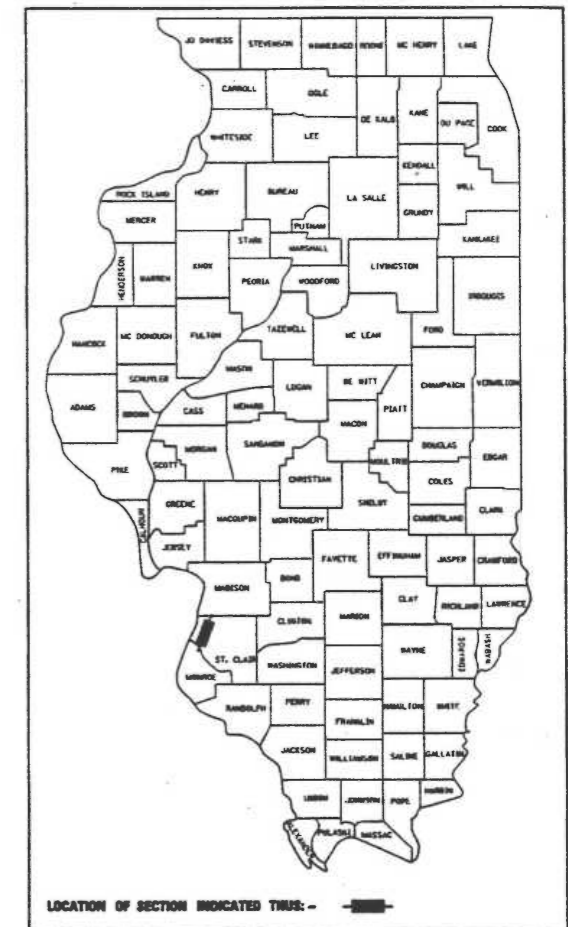 JO DAVIESS STEVENSON WINNEBAGO BOONE MC HENRY LAKE
CARROLL OGLE DE KALB KANE DU PAGE COOK
WHITESIDE LEE KENDALL WILL
ROCK ISLAND HENRY BUREAU LA SALLE GRUNDY
MERCER PUTNAM KANKAKEE
HENDERSON WARREN KNOX STARK MARSHALL LIVINGSTON
PEORIA WOODFORD IROQUOIS
HANCOCK MC DONOUGH FULTON TAZEWELL MC LEAN FORD
SCHUYLER MASON LOGAN DE WITT CHAMPAIGN VERMILION
ADAMS BROWN CASS MENARD MACON PIATT
PIKE SCOTT MORGAN SANGAMON MOULTRIE DOUGLAS EDGAR
CHRISTIAN COLES
CALHOUN GREENE MACOUPIN MONTGOMERY SHELBY CUMBERLAND CLARK
JERSEY FAYETTE EFFINGHAM JASPER CRAWFORD
MADISON BOND CLAY RICHLAND LAWRENCE
CLINTON MARION WAYNE EDWARDS WABASH
ST. CLAIR WASHINGTON JEFFERSON
MONROE
RANDOLPH PERRY HAMILTON WHITE
FRANKLIN
JACKSON WILLIAMSON SALINE GALLATIN
UNION JOHNSON POPE HARDIN
ALEXANDER PULASKI MASSAC
LOCATION OF SECTION INDICATED THUS:-